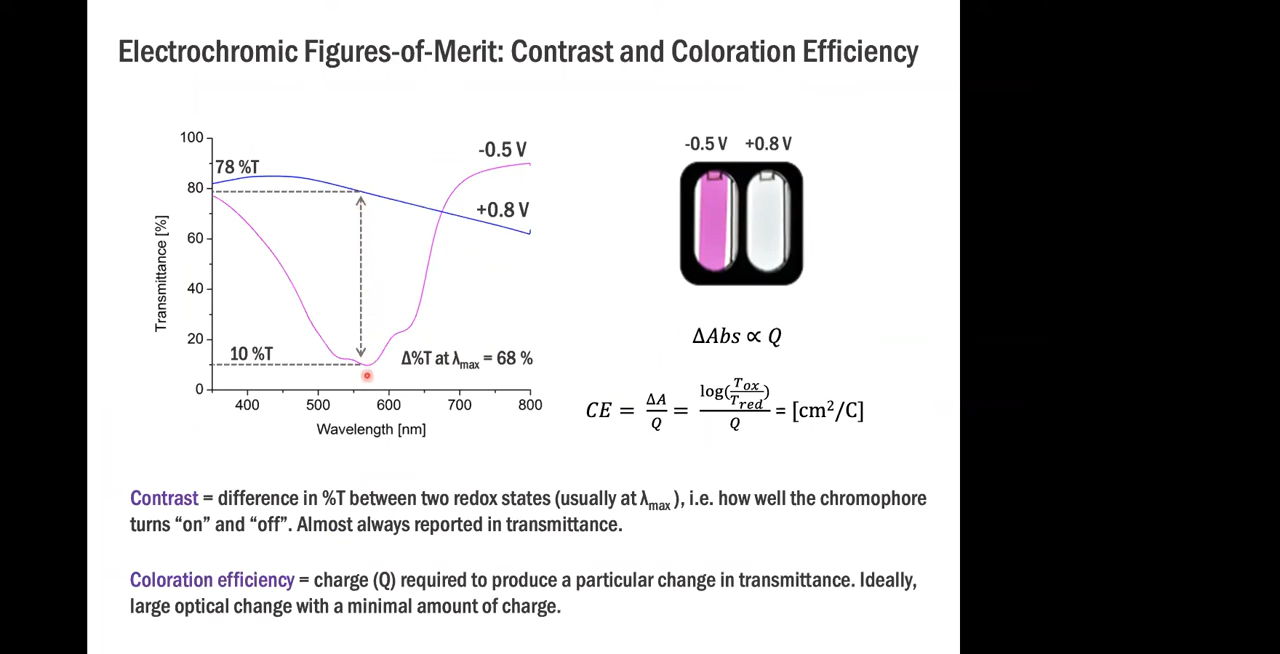 Electrochromic Figures-of-Merit: Contrast and Coloration Efficiency
100
80
60
40
20
0
Transmittance [%]
78 %T
-0.5 V
+0.8 V
10 %T
Δ%T at λmax = 68 %
400 500 600 700 800
Wavelength [nm]
-0.5 V +0.8 V
ΔAbs ∝ Q
CE = ΔA/Q = log(Tox/Tred)/Q = [cm²/C]
Contrast = difference in %T between two redox states (usually at λmax), i.e. how well the chromophore
turns “on” and “off”. Almost always reported in transmittance.
Coloration efficiency = charge (Q) required to produce a particular change in transmittance. Ideally,
large optical change with a minimal amount of charge.